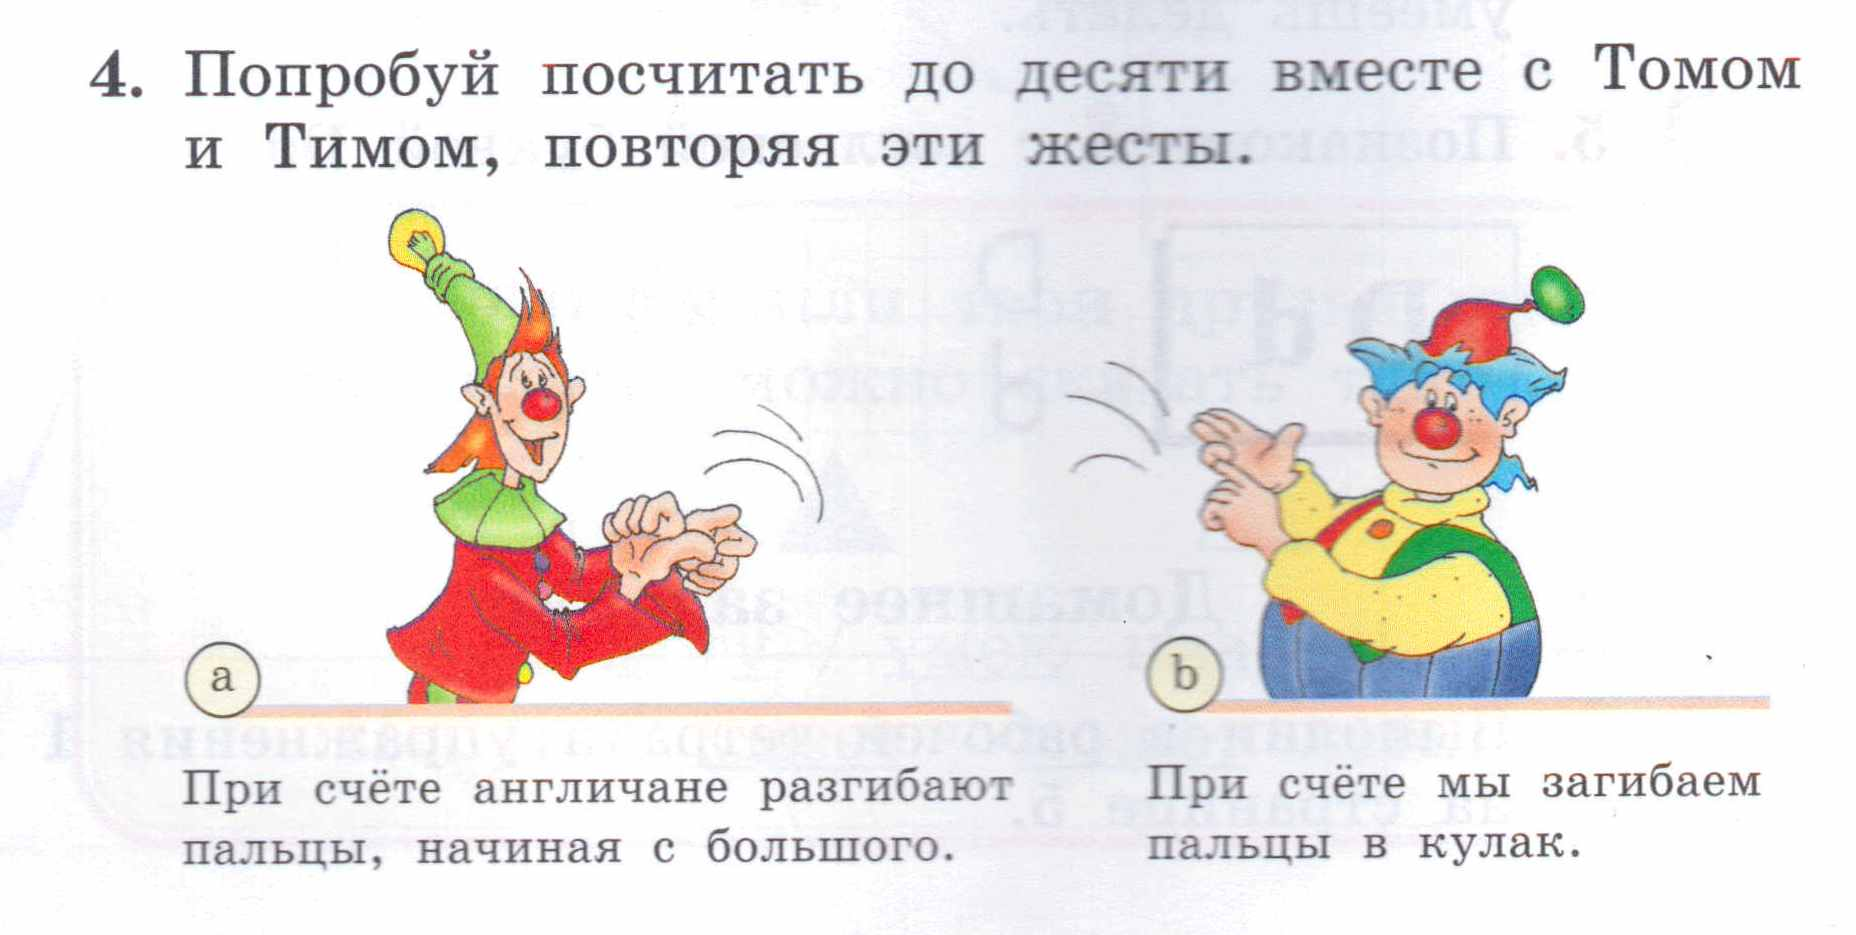 4. Попробуй посчитать до десяти вместе с Томом
и Тимом, повторяя эти жесты.
a
При счёте англичане разгибают
пальцы, начиная с большого.
b
При счёте мы загибаем
пальцы в кулак.